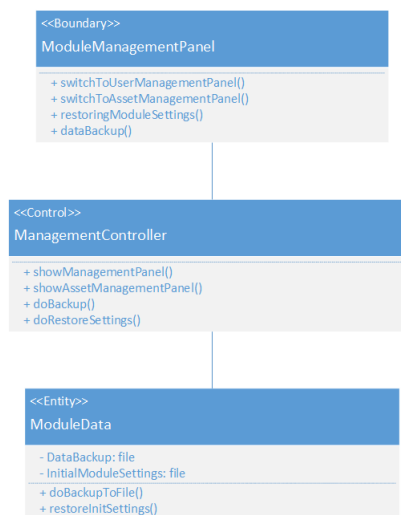 <<Boundary>>
ModuleManagementPanel
+ switchToUserManagementPanel()
+ switchToAssetManagementPanel()
+ restoringModuleSettings()
+ dataBackup()
<<Control>>
ManagementController
+ showManagementPanel()
+ showAssetManagementPanel()
+ doBackup()
+ doRestoreSettings()
<<Entity>>
ModuleData
- DataBackup: file
- InitialModuleSettings: file
+ doBackupToFile()
+ restoreInitSettings()